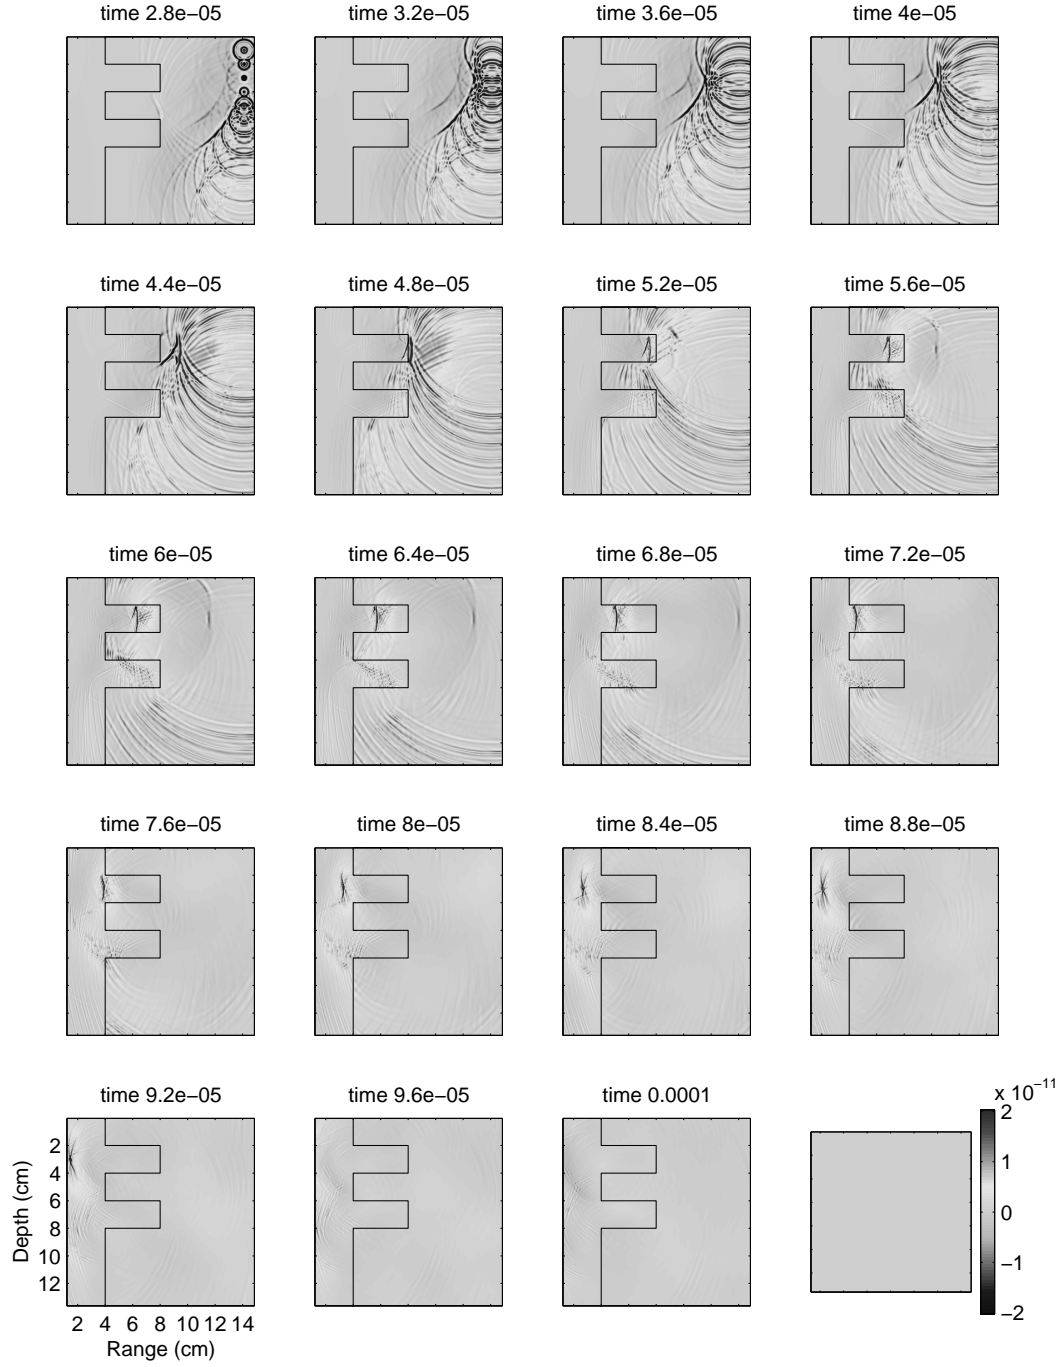 time 2.8e−05 time 3.2e−05 time 3.6e−05 time 4e−05
time 4.4e−05 time 4.8e−05 time 5.2e−05 time 5.6e−05
time 6e−05 time 6.4e−05 time 6.8e−05 time 7.2e−05
time 7.6e−05 time 8e−05 time 8.4e−05 time 8.8e−05
time 9.2e−05 time 9.6e−05 time 0.0001
x 10−11
2
1
0
−1
−2
Depth (cm)
2
4
6
8
10
12
2 4 6 8 10 12 14
Range (cm)